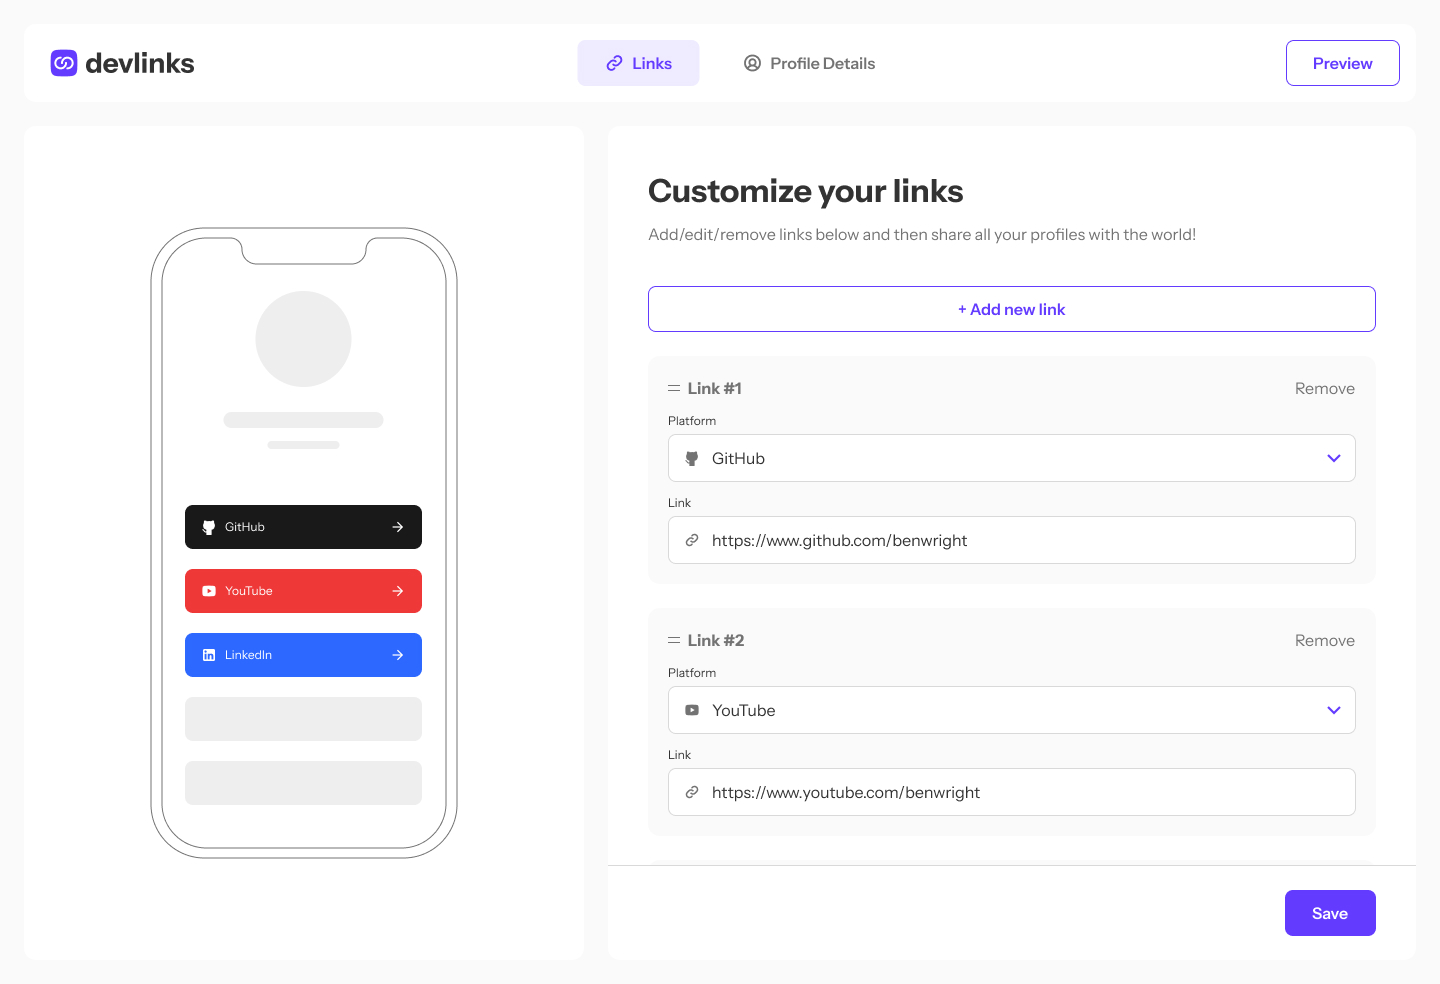 devlinks
Links
Profile Details
Preview
GitHub
YouTube
LinkedIn
Customize your links
Add/edit/remove links below and then share all your profiles with the world!
+ Add new link
Link #1
Remove
Platform
GitHub
Link
https://www.github.com/benwright
Link #2
Remove
Platform
YouTube
Link
https://www.youtube.com/benwright
Save